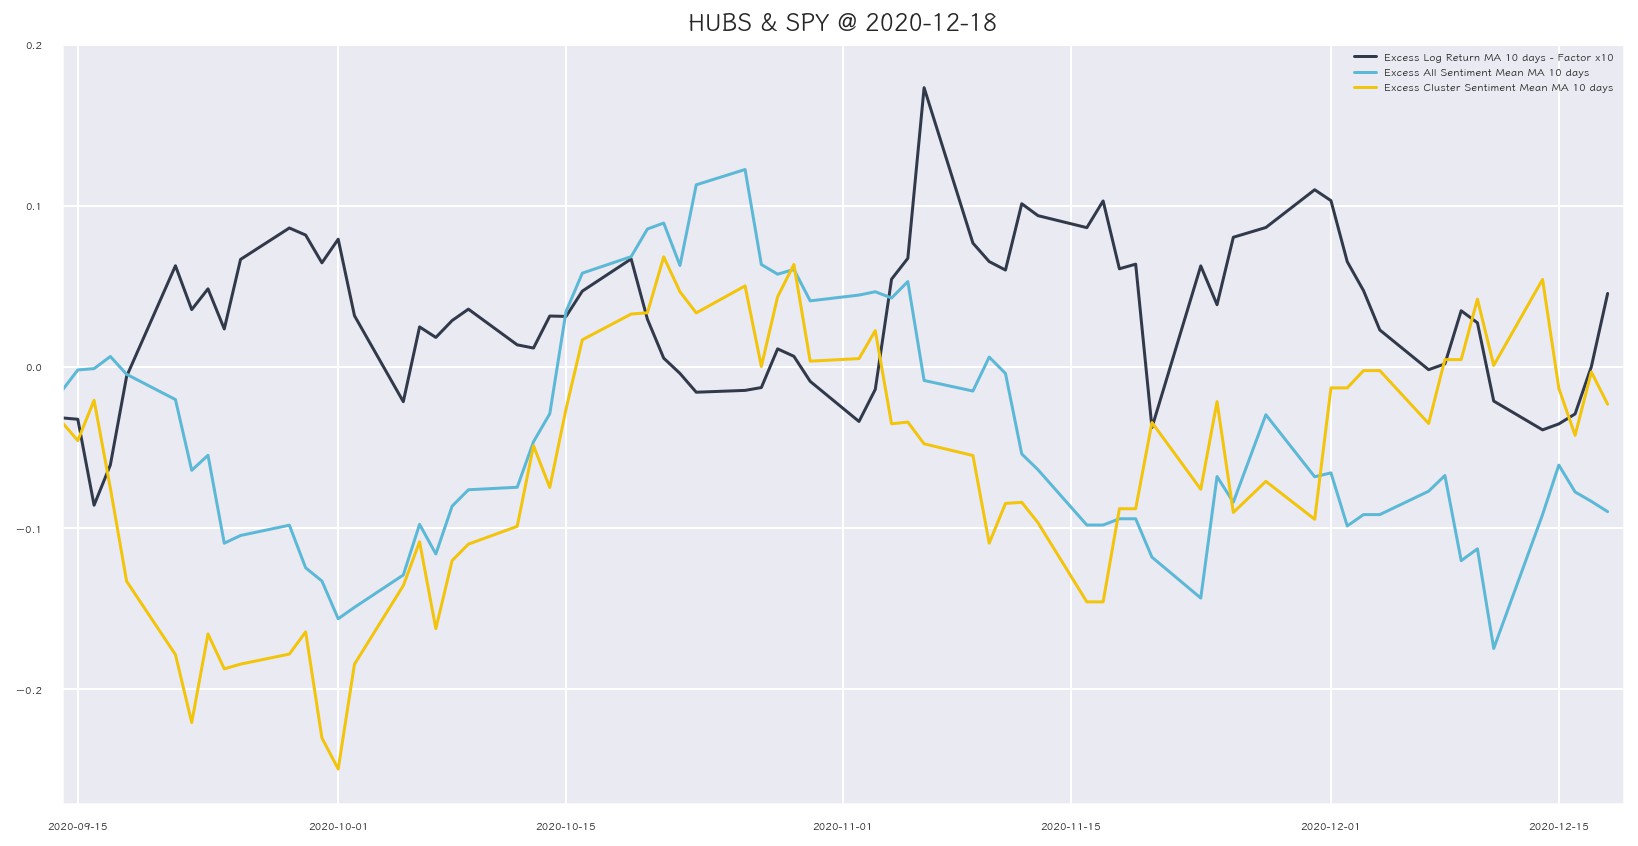 HUBS & SPY @ 2020-12-18
Excess Log Return MA 10 days - Factor x10
Excess All Sentiment Mean MA 10 days
Excess Cluster Sentiment Mean MA 10 days
0.2
0.1
0.0
−0.1
−0.2
2020-09-15 2020-10-01 2020-10-15 2020-11-01 2020-11-15 2020-12-01 2020-12-15